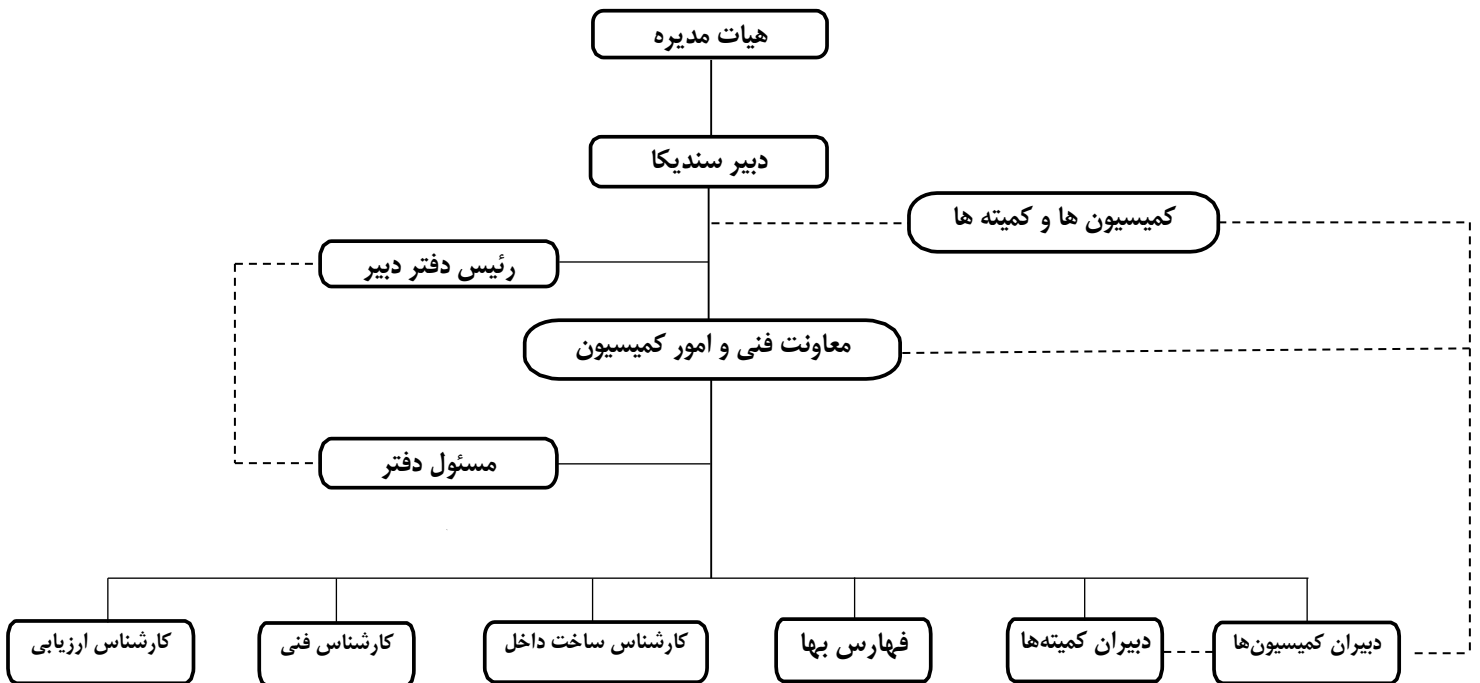 هیات مدیره
دبیر سندیکا
کمیسیون ها و کمیته ها
رئیس دفتر دبیر
معاونت فنی و امور کمیسیون
مسئول دفتر
دبیران کمیسیون‌ها
دبیران کمیته‌ها
فهارس بها
کارشناس ساخت داخل
کارشناس فنی
کارشناس ارزیابی